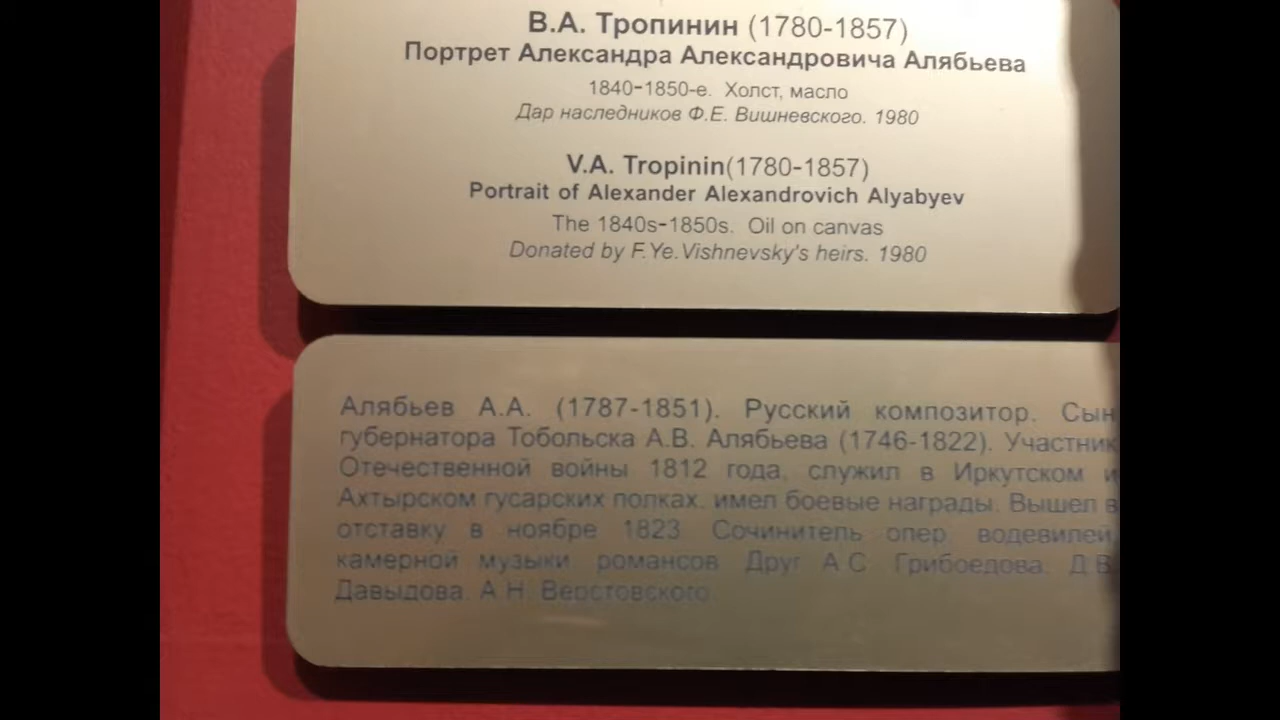 В.А. Тропинин (1780-1857)
Портрет Александра Александровича Алябьева
1840-1850-е. Холст, масло
Дар наследников Ф.Е. Вишневского. 1980
V.A. Tropinin(1780-1857)
Portrait of Alexander Alexandrovich Alyabyev
The 1840s-1850s. Oil on canvas
Donated by F.Ye.Vishnevsky's heirs. 1980
Алябьев А.А. (1787-1851). Русский композитор. Сын
губернатора Тобольска А.В. Алябьева (1746-1822). Участник
Отечественной войны 1812 года, служил в Иркутском и
Ахтырском гусарских полках, имел боевые награды. Вышел в
отставку в ноябре 1823. Сочинитель опер, водевилей,
камерной музыки, романсов. Друг А.С. Грибоедова, Д.В.
Давыдова, А.Н. Верстовского.